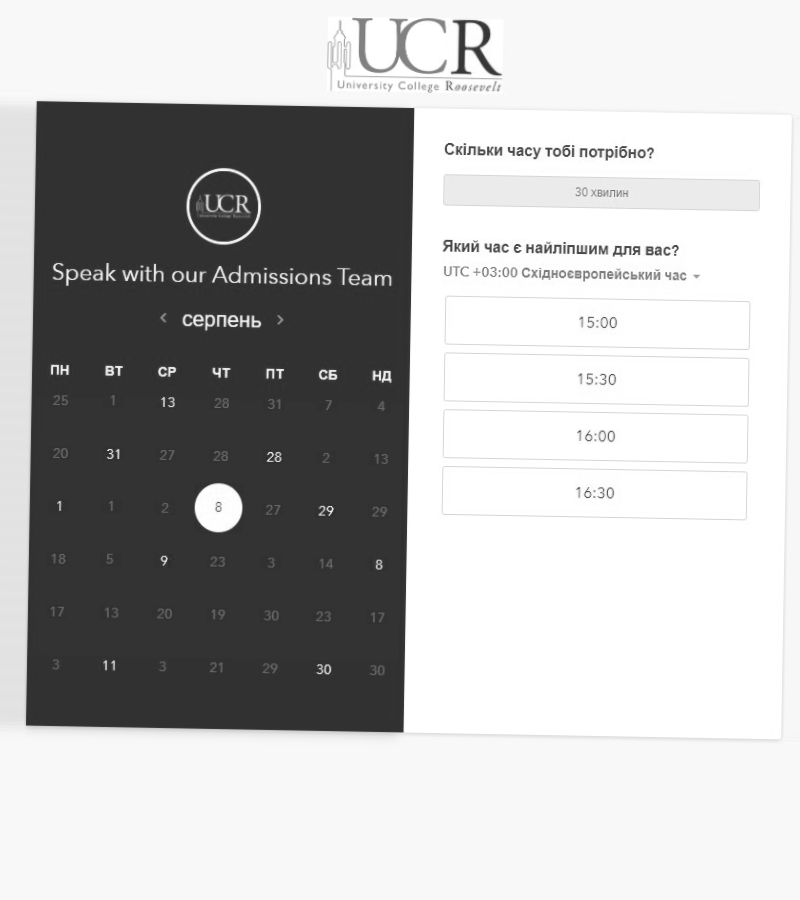 UCR
University College Roosevelt
UCR
University College Roosevelt
Speak with our Admissions Team
серпень
ПН ВТ СР ЧТ ПТ СБ НД
25 1 13 28 31 7 4
20 31 27 28 28 2 13
1 1 2 8 27 29 29
18 5 9 23 3 14 8
17 13 20 19 30 23 17
3 11 3 21 29 30 30
Скільки часу тобі потрібно?
30 хвилин
Який час є найліпшим для вас?
UTC +03:00 Східноєвропейський час
15:00
15:30
16:00
16:30